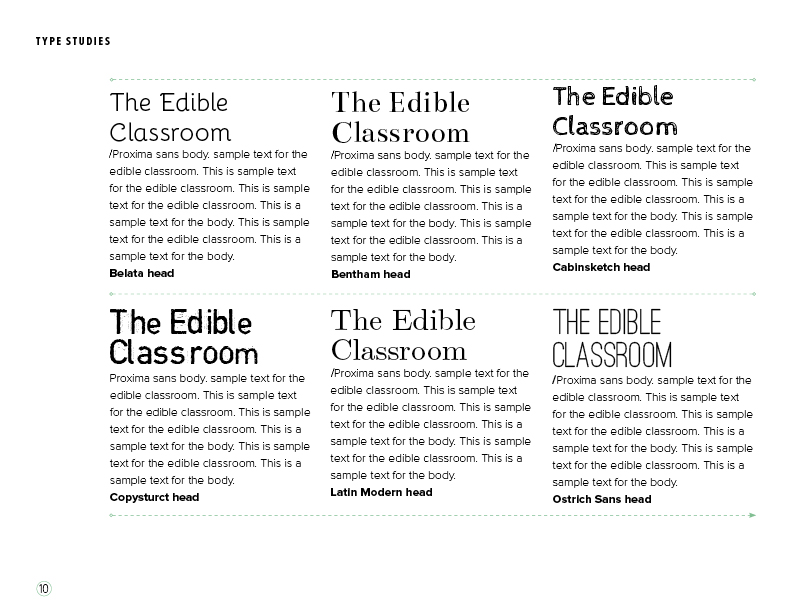 TYPE STUDIES
The Edible
Classroom
/Proxima sans body. sample text for the
edible classroom. This is sample text
for the edible classroom. This is sample
text for the edible classroom. This is a
sample text for the body. This is sample
text for the edible classroom. This is a
sample text for the body.
Belata head
The Edible
Classroom
/Proxima sans body. sample text for the
edible classroom. This is sample text
for the edible classroom. This is sample
text for the edible classroom. This is a
sample text for the body. This is sample
text for the edible classroom. This is a
sample text for the body.
Bentham head
The Edible
Classroom
/Proxima sans body. sample text for the
edible classroom. This is sample text
for the edible classroom. This is sample
text for the edible classroom. This is a
sample text for the body. This is sample
text for the edible classroom. This is a
sample text for the body.
Cabinsketch head
The Edible
Classroom
Proxima sans body. sample text for the
edible classroom. This is sample text
for the edible classroom. This is sample
text for the edible classroom. This is a
sample text for the body. This is sample
text for the edible classroom. This is a
sample text for the body.
Copysturct head
The Edible
Classroom
/Proxima sans body. sample text for the
edible classroom. This is sample text
for the edible classroom. This is sample
text for the edible classroom. This is a
sample text for the body. This is sample
text for the edible classroom. This is a
sample text for the body.
Latin Modern head
THE EDIBLE
CLASSROOM
/Proxima sans body. sample text for the
edible classroom. This is sample text
for the edible classroom. This is sample
text for the edible classroom. This is a
sample text for the body. This is sample
text for the edible classroom. This is a
sample text for the body.
Ostrich Sans head
10